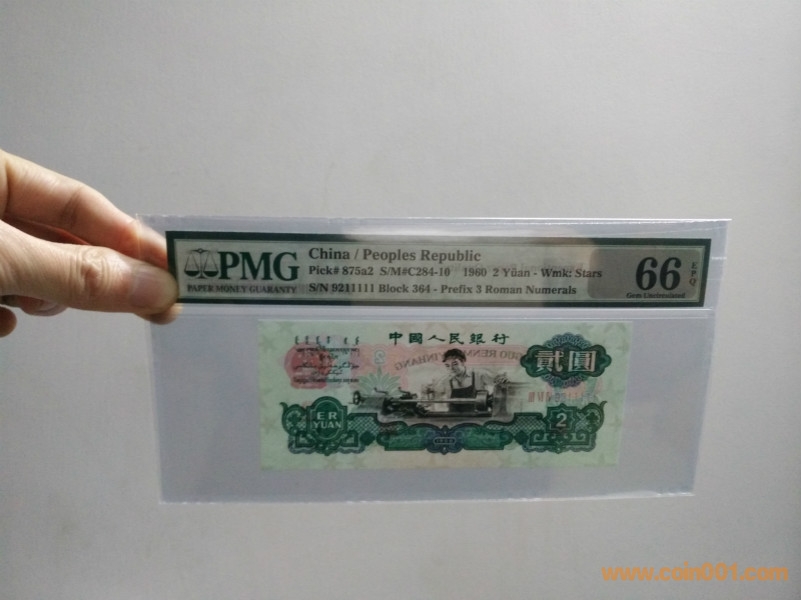 PMG
PAPER MONEY GUARANTY
China / Peoples Republic
Pick# 875a2 S/M#C284-10 1960 2 Yüan - Wmk: Stars
S/N 9211111 Block 364 - Prefix 3 Roman Numerals
66 EPQ
Gem Uncirculated
中國人民銀行
貳圓
ER
YUAN
2
www.coin001.com